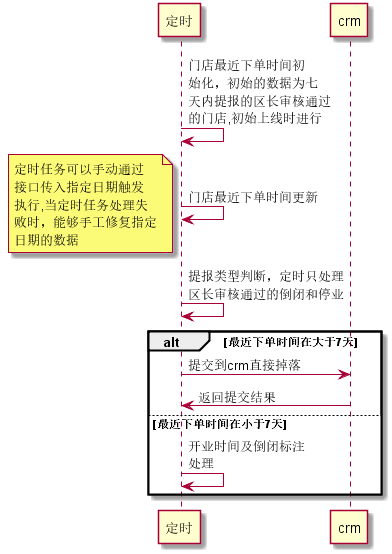 定时
crm
门店最近下单时间初
始化，初始的数据为七
天内提报的区长审核通过
的门店,初始上线时进行
定时任务可以手动通过
接口传入指定日期触发
执行,当定时任务处理失
败时，能够手工修复指定
日期的数据
门店最近下单时间更新
提报类型判断，定时只处理
区长审核通过的倒闭和停业
alt
[最近下单时间在大于7天]
提交到crm直接掉落
返回提交结果
[最近下单时间在小于7天]
开业时间及倒闭标注
处理
定时
crm